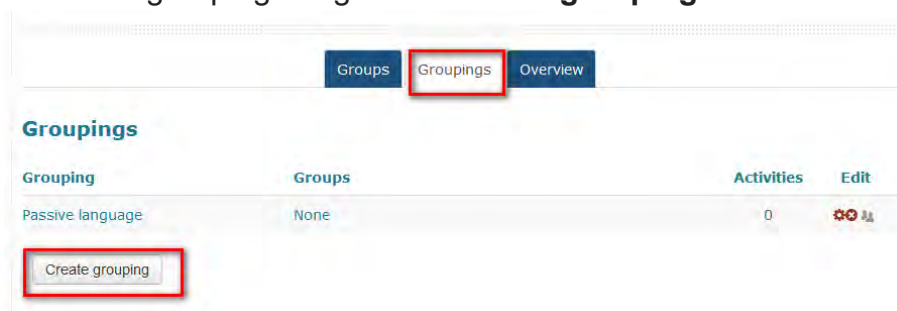 Groups Groupings Overview
Groupings
Grouping Groups Activities Edit
Passive language None 0
Create grouping